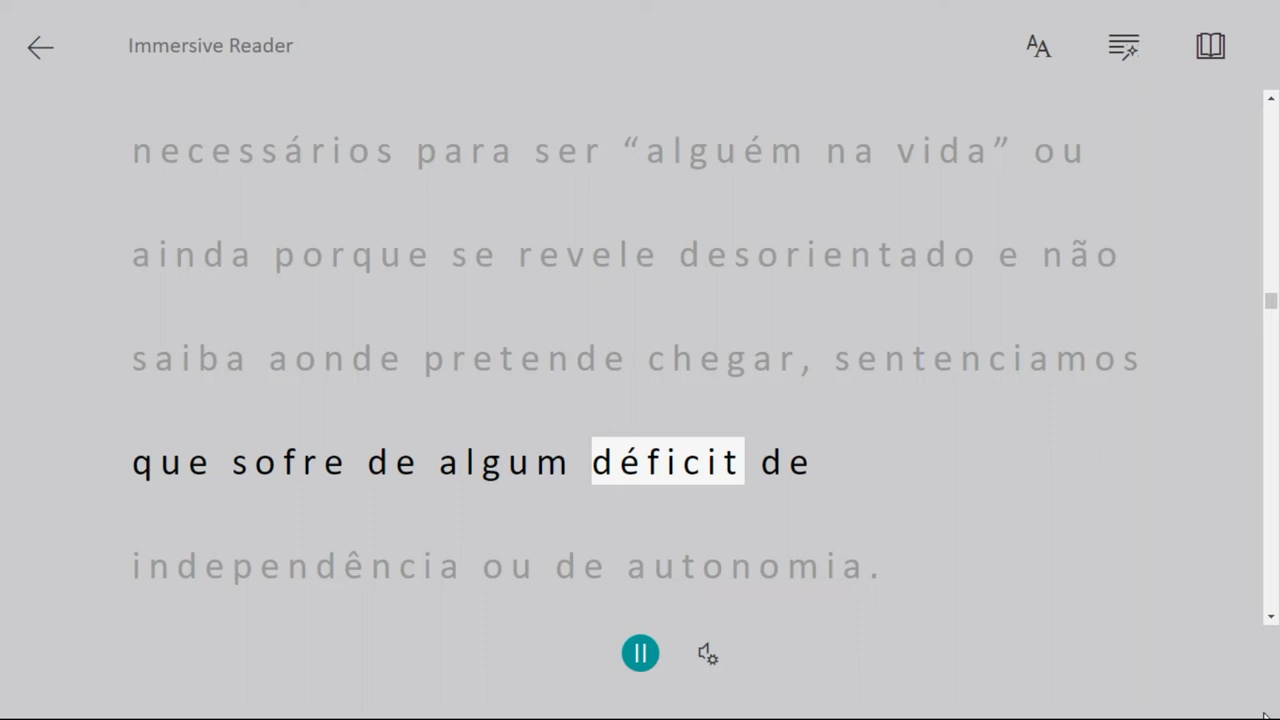 Immersive Reader
necessários para ser “alguém na vida” ou
ainda porque se revele desorientado e não
saiba aonde pretende chegar, sentenciamos
que sofre de algum déficit de
independência ou de autonomia.